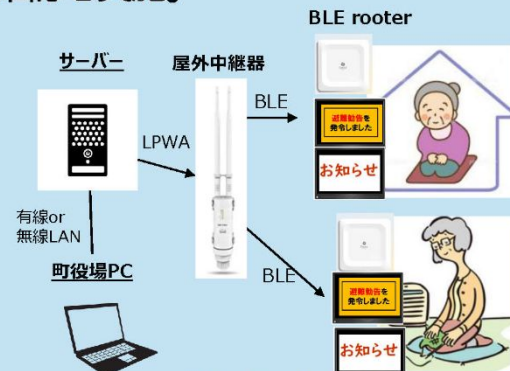 BLE rooter
サーバー
屋外中継器
BLE
LPWA
避難勧告を
発令しました
お知らせ
有線or
無線LAN
町役場PC
BLE
避難勧告を
発令しました
お知らせ